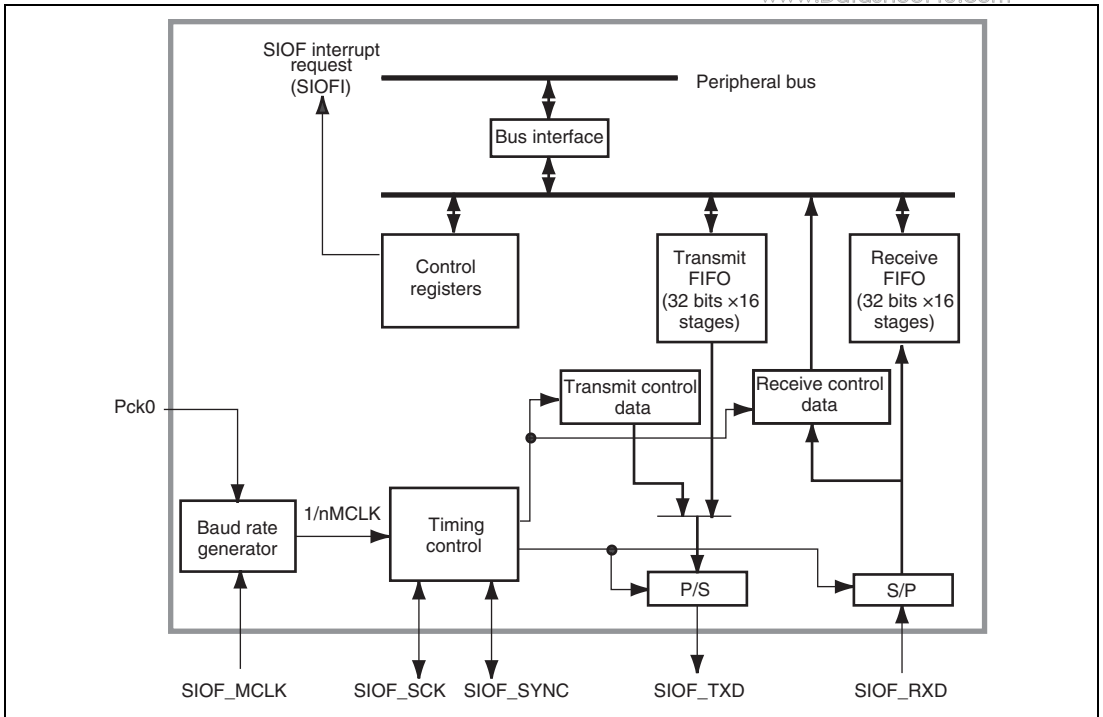 SIOF interrupt
request
(SIOFI)
Peripheral bus
Bus interface
Control
registers
Transmit
FIFO
(32 bits ×16
stages)
Receive
FIFO
(32 bits ×16
stages)
Transmit control
data
Receive control
data
Pck0
Baud rate
generator
1/nMCLK
Timing
control
P/S
S/P
SIOF_MCLK
SIOF_SCK
SIOF_SYNC
SIOF_TXD
SIOF_RXD